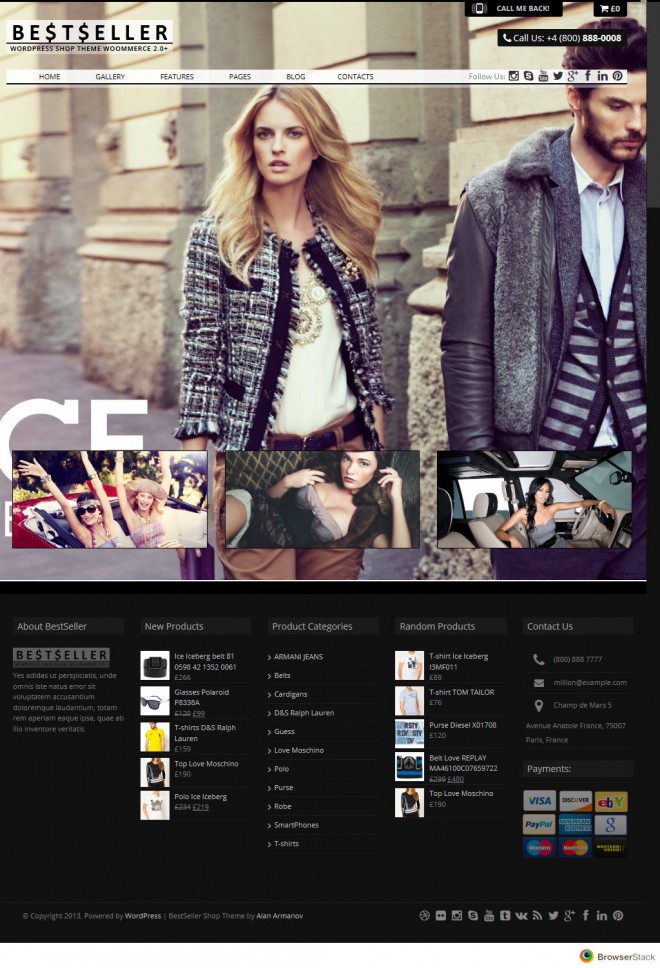 CALL ME BACK!
£0
BE$T$ELLER
WORDPRESS SHOP THEME WOOMMERCE 2.0+
Call Us: +4 (800) 888-0008
HOME GALLERY FEATURES PAGES BLOG CONTACTS
Follow Us:
CE
About BestSeller
BE$T$ELLER
Yes adidas ut perspiciatis, unde
omnis iste natus error sit
voluptatem accusantium
doloremque laudantium, totam
rem aperiam eaque ipsa, quae ab
illo inventore veritatis
New Products
Ice Iceberg belt 81
0598 42 1352 0061
£266
Glasses Polaroid
P8338A
£120 £99
T-shirts D&S Ralph
Lauren
£159
Top Love Moschino
£190
Polo Ice Iceberg
£234 £219
Product Categories
ARMANI JEANS
Belts
Cardigans
D&S Ralph Lauren
Guess
Love Moschino
Polo
Purse
Robe
SmartPhones
T-shirts
Random Products
T-shirt Ice Iceberg
I3MF011
£89
T-shirt TOM TAILOR
£76
Purse Diesel X01708
£120
Belt Love REPLAY
MA46100C07659722
£299 £400
Top Love Moschino
£190
Contact Us
(800) 888 7777
million@example.com
Champ de Mars 5
Avenue Anatole France, 75007
Paris, France
Payments:
VISA DISCOVER ebY
PayPal AMERICAN EXPRESS g
Maestro MasterCard WESTERN UNION
© Copyright 2013. Powered by WordPress | BestSeller Shop Theme by Alan Armanov
BrowserStack